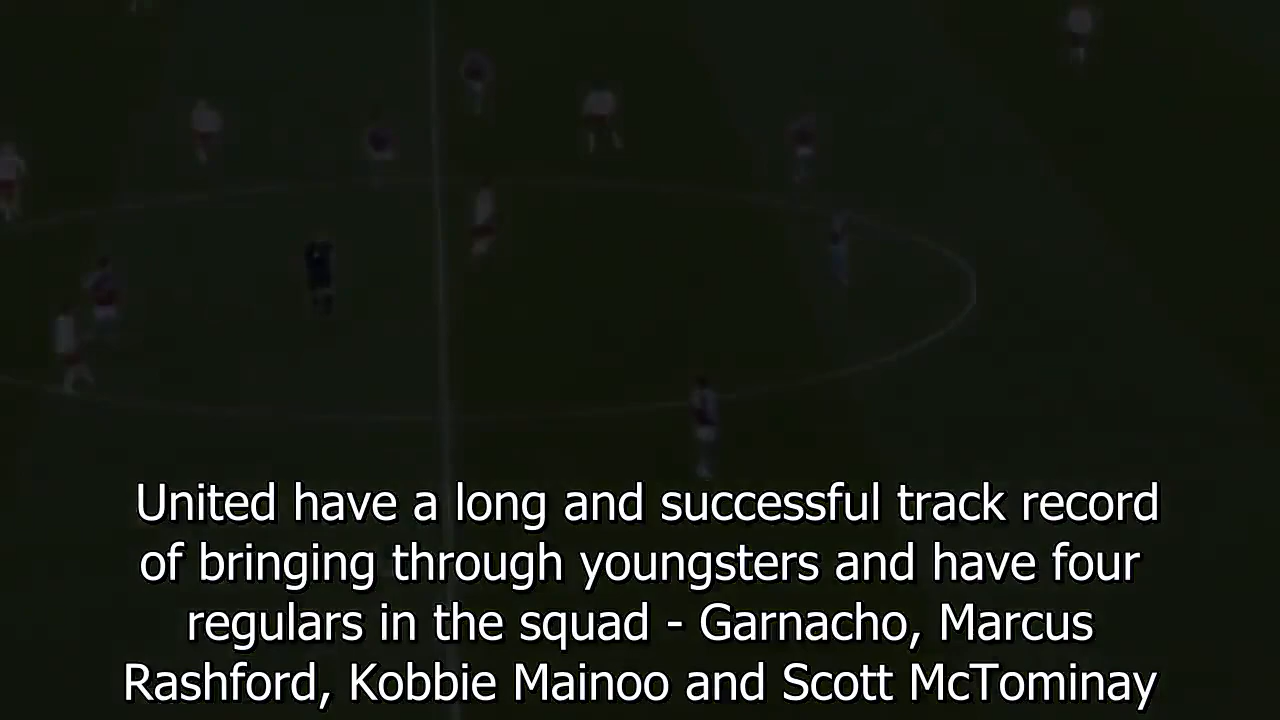 United have a long and successful track record
of bringing through youngsters and have four
regulars in the squad - Garnacho, Marcus
Rashford, Kobbie Mainoo and Scott McTominay